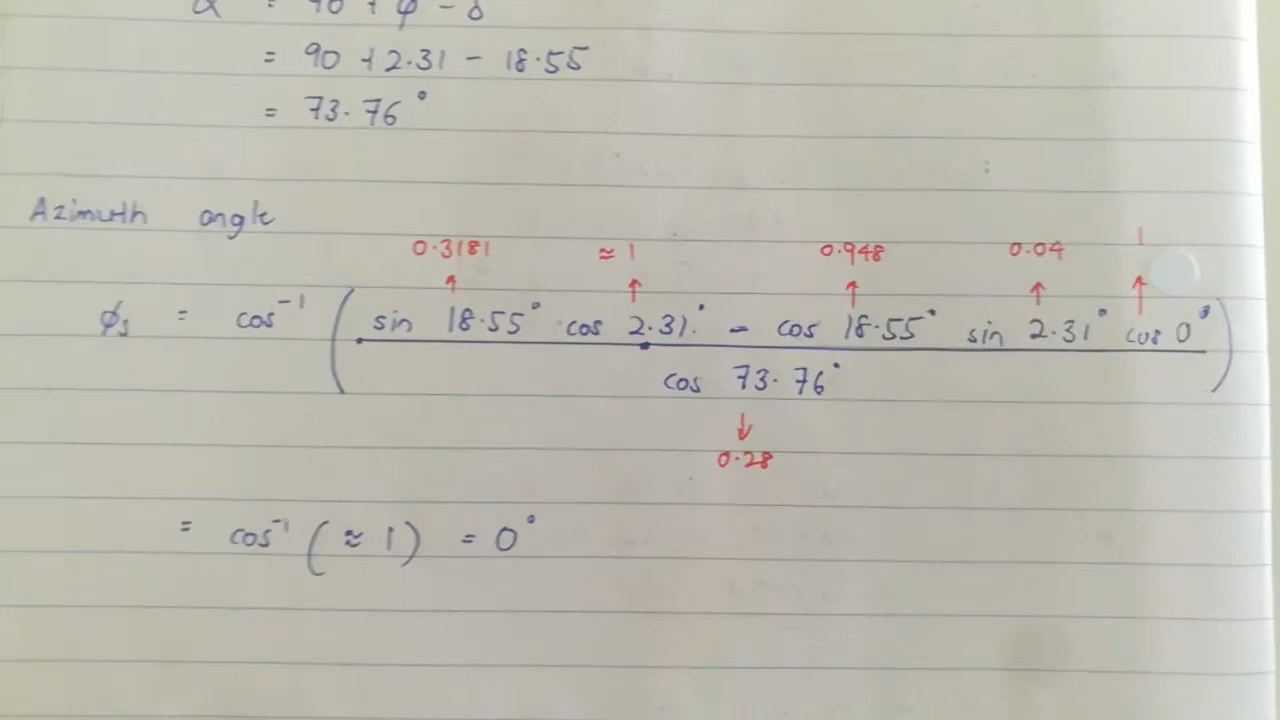 α = 90 + φ - δ
= 90 + 2.31 - 18.55
= 73.76°
Azimuth angle
0.3181 ≈ 1 0.948 0.04 1
↑ ↑ ↑ ↑ ↑
φs = cos⁻¹ ( sin 18.55° cos 2.31° - cos 18.55° sin 2.31° cos 0° )
cos 73.76°
↓
0.28
= cos⁻¹ ( ≈ 1 ) = 0°